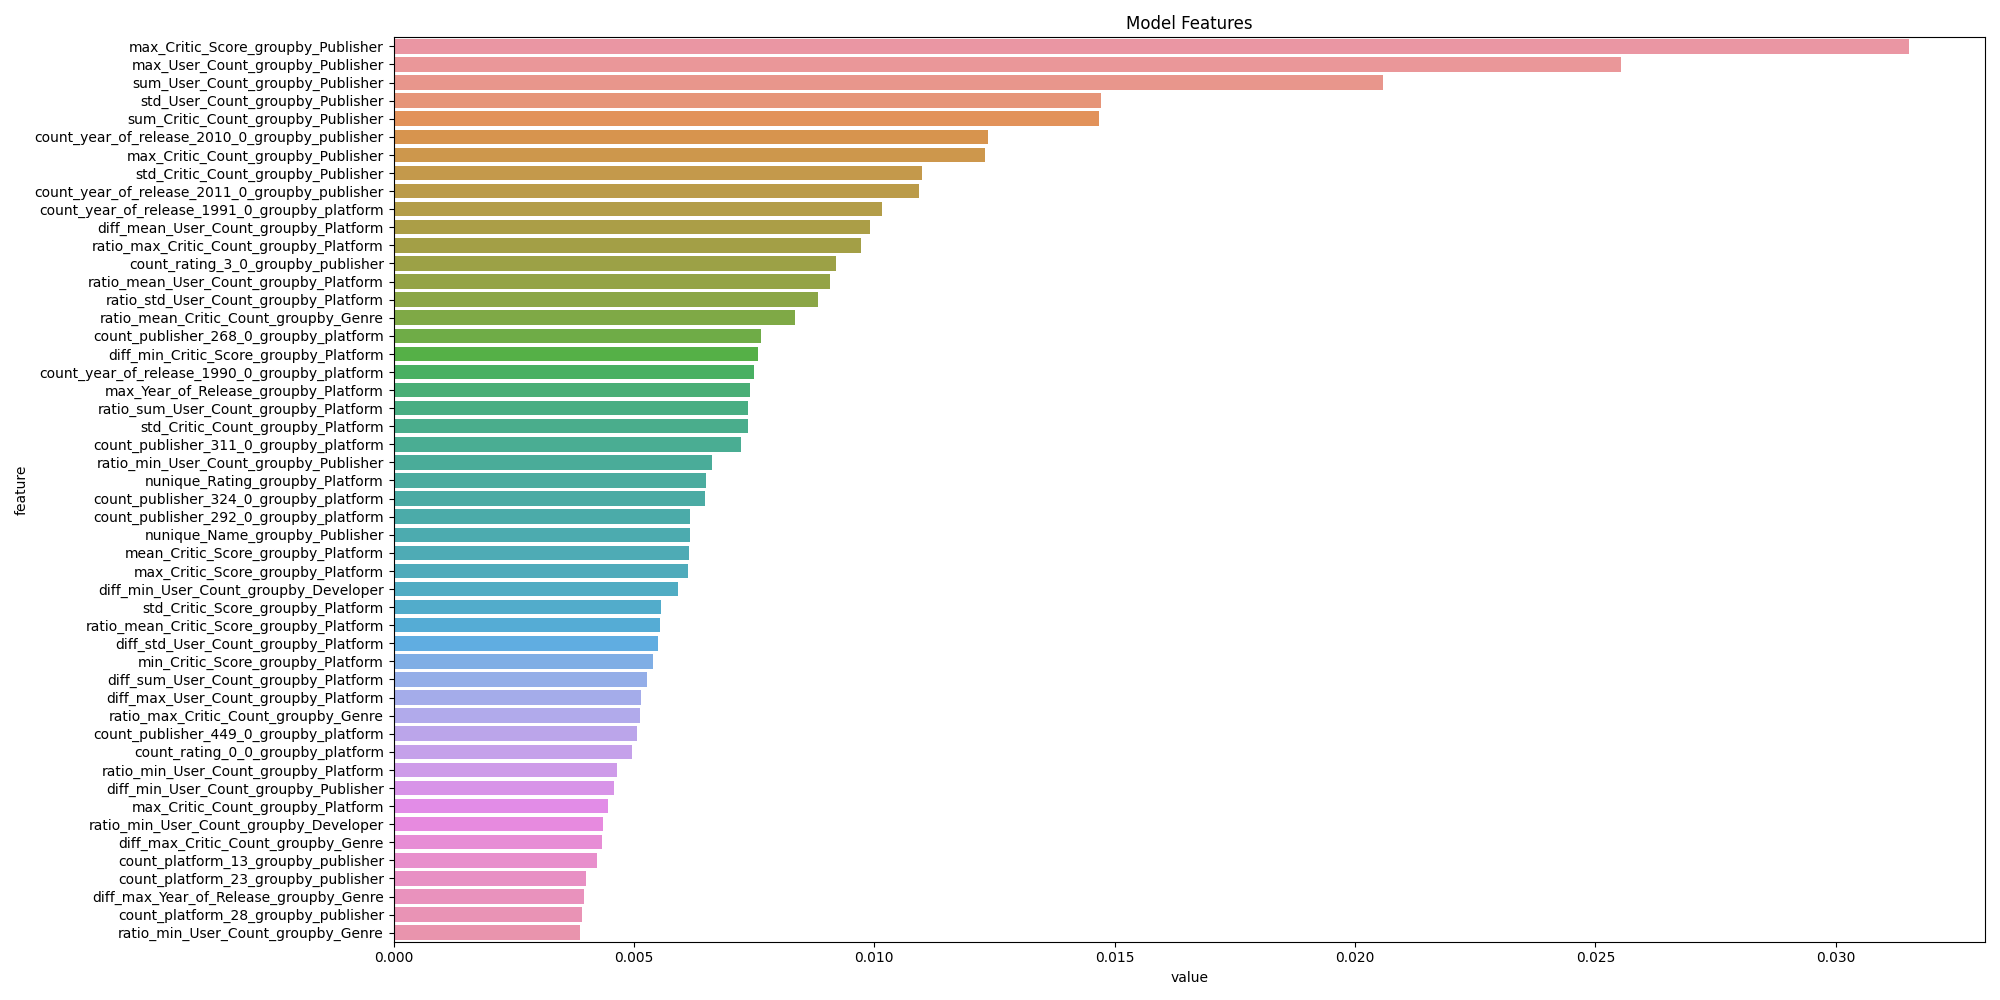 Model Features
max_Critic_Score_groupby_Publisher
max_User_Count_groupby_Publisher
sum_User_Count_groupby_Publisher
std_User_Count_groupby_Publisher
sum_Critic_Count_groupby_Publisher
count_year_of_release_2010_0_groupby_publisher
max_Critic_Count_groupby_Publisher
std_Critic_Count_groupby_Publisher
count_year_of_release_2011_0_groupby_publisher
count_year_of_release_1991_0_groupby_platform
diff_mean_User_Count_groupby_Platform
ratio_max_Critic_Count_groupby_Platform
count_rating_3_0_groupby_publisher
ratio_mean_User_Count_groupby_Platform
ratio_std_User_Count_groupby_Platform
ratio_mean_Critic_Count_groupby_Genre
count_publisher_268_0_groupby_platform
diff_min_Critic_Score_groupby_Platform
count_year_of_release_1990_0_groupby_platform
max_Year_of_Release_groupby_Platform
ratio_sum_User_Count_groupby_Platform
std_Critic_Count_groupby_Platform
count_publisher_311_0_groupby_platform
ratio_min_User_Count_groupby_Publisher
nunique_Rating_groupby_Platform
count_publisher_324_0_groupby_platform
count_publisher_292_0_groupby_platform
nunique_Name_groupby_Publisher
mean_Critic_Score_groupby_Platform
max_Critic_Score_groupby_Platform
diff_min_User_Count_groupby_Developer
std_Critic_Score_groupby_Platform
ratio_mean_Critic_Score_groupby_Platform
diff_std_User_Count_groupby_Platform
min_Critic_Score_groupby_Platform
diff_sum_User_Count_groupby_Platform
diff_max_User_Count_groupby_Platform
ratio_max_Critic_Count_groupby_Genre
count_publisher_449_0_groupby_platform
count_rating_0_0_groupby_platform
ratio_min_User_Count_groupby_Platform
diff_min_User_Count_groupby_Publisher
max_Critic_Count_groupby_Platform
ratio_min_User_Count_groupby_Developer
diff_max_Critic_Count_groupby_Genre
count_platform_13_groupby_publisher
count_platform_23_groupby_publisher
diff_max_Year_of_Release_groupby_Genre
count_platform_28_groupby_publisher
ratio_min_User_Count_groupby_Genre
feature
0.000 0.005 0.010 0.015 0.020 0.025 0.030
value